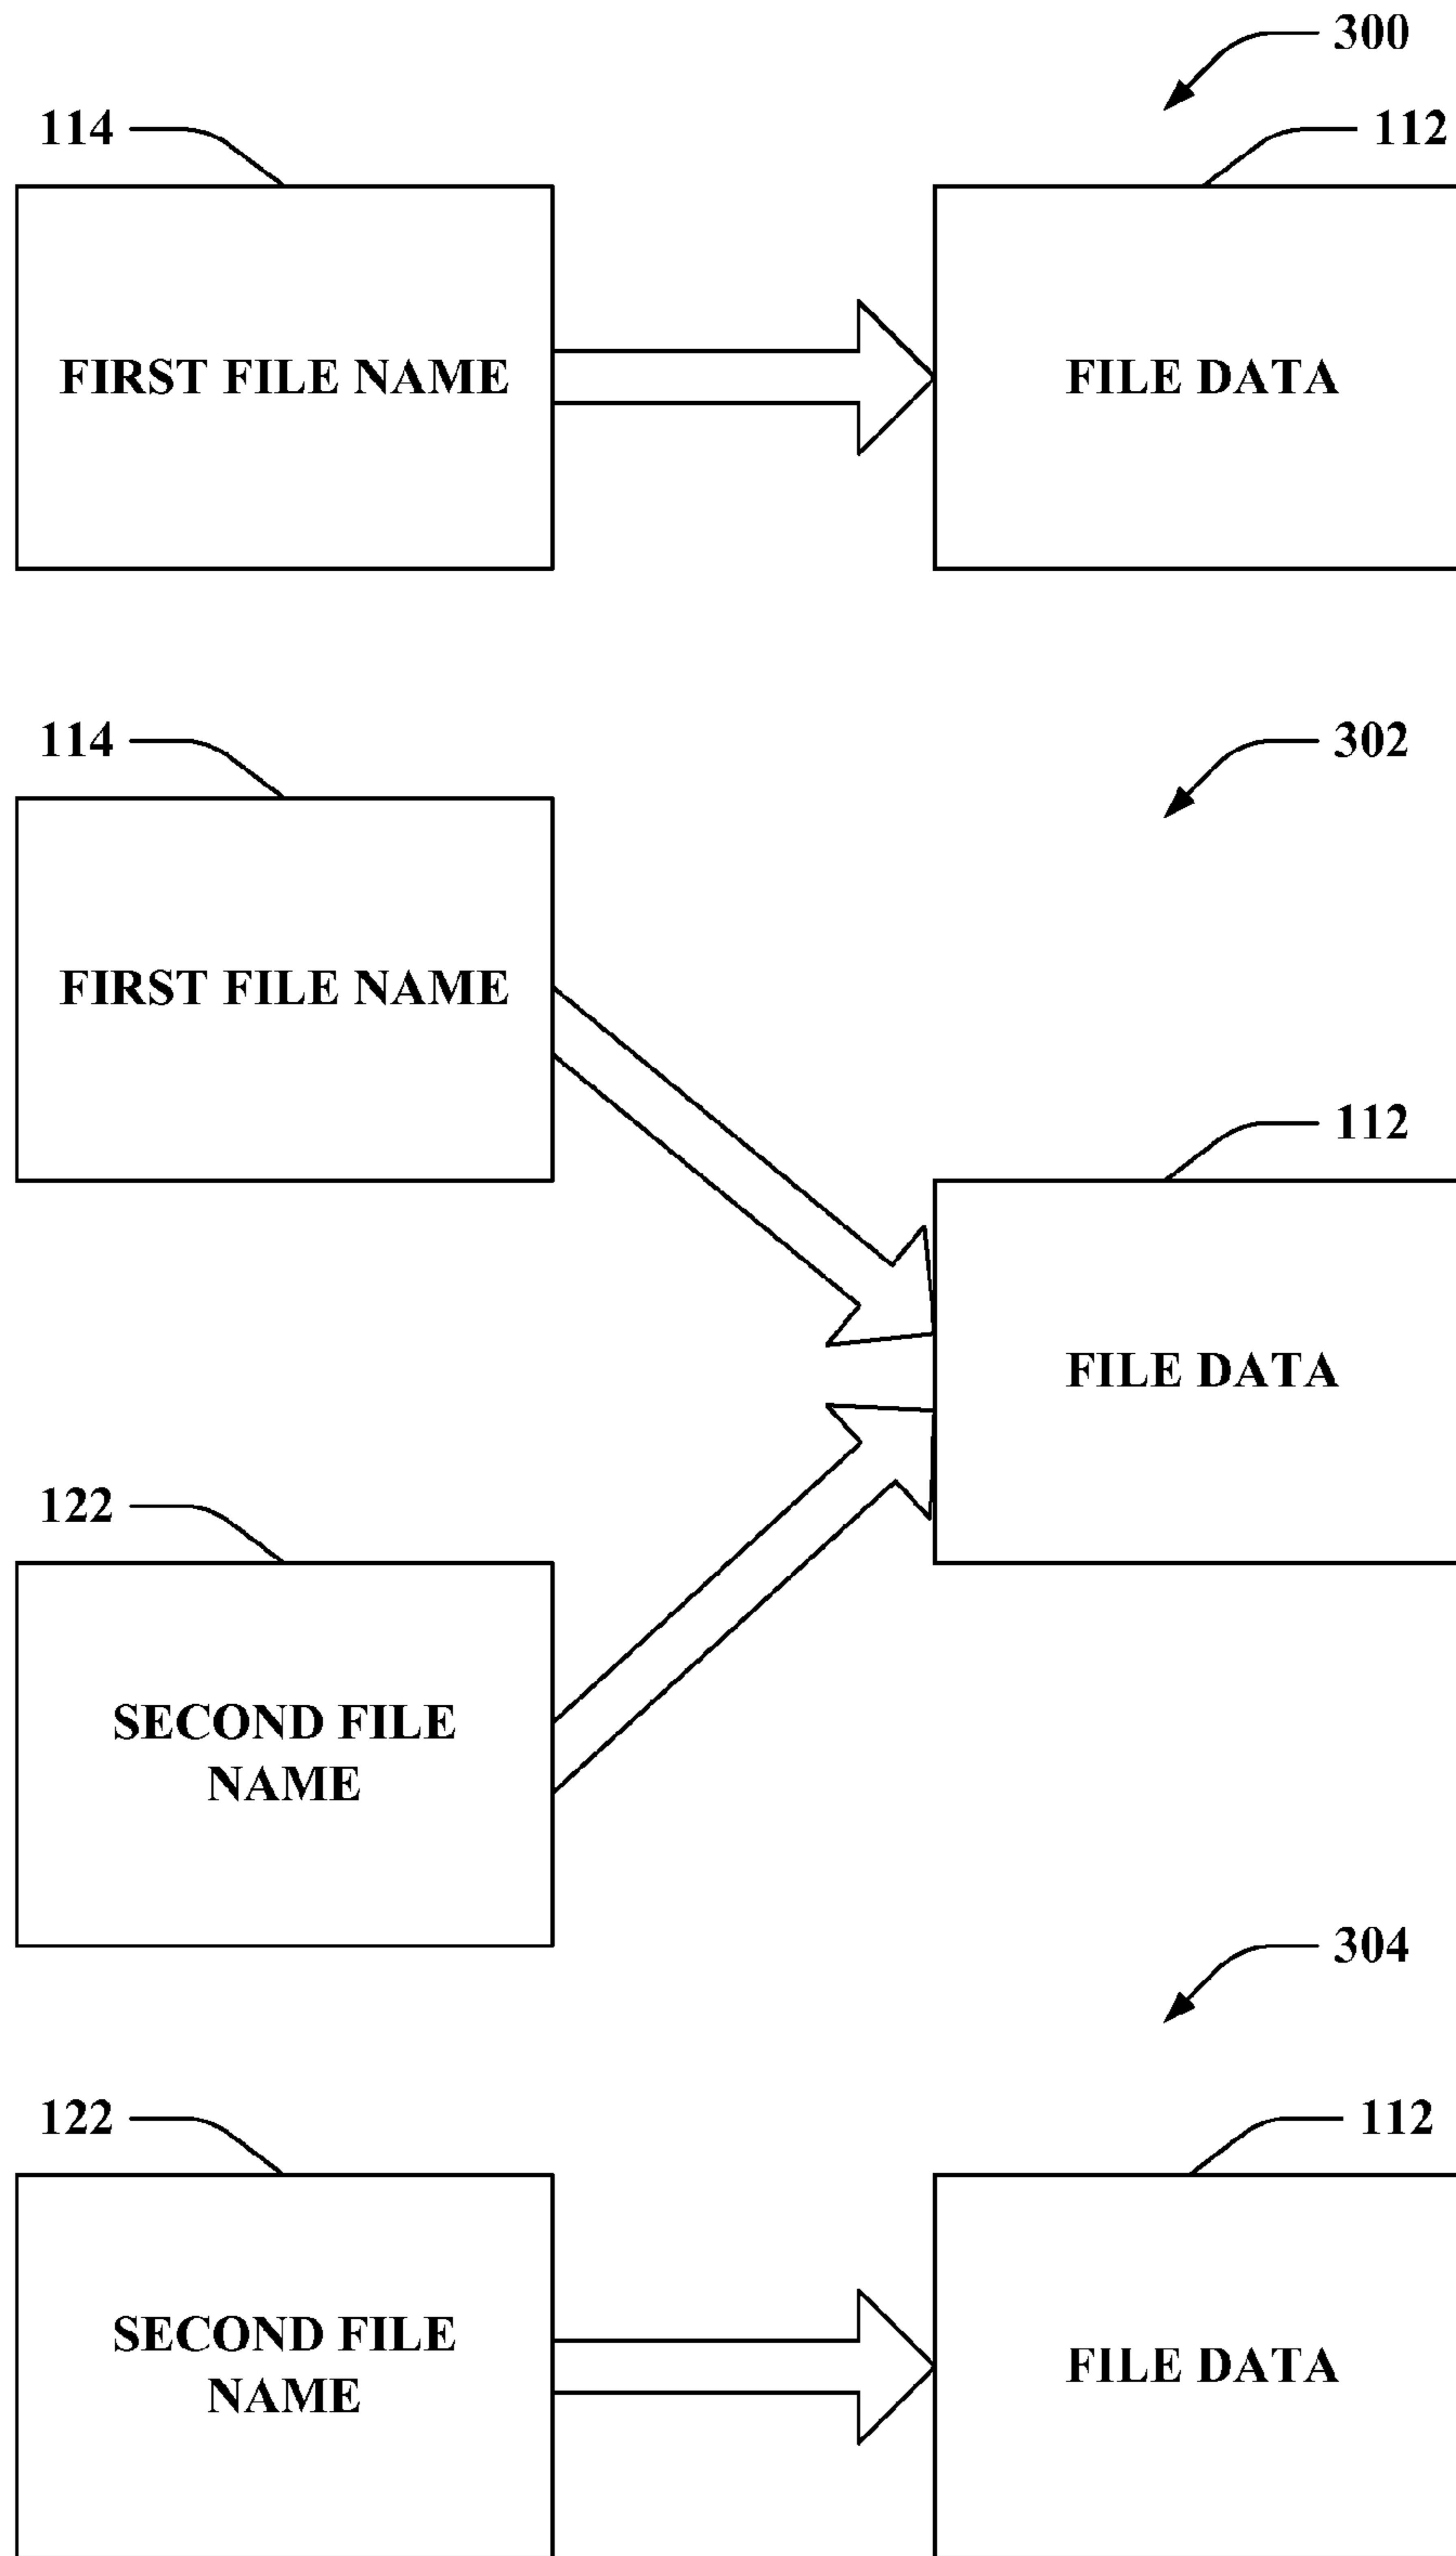 300
114
112
FIRST FILE NAME
FILE DATA
114
302
FIRST FILE NAME
112
FILE DATA
122
SECOND FILE
NAME
304
122
112
SECOND FILE
NAME
FILE DATA